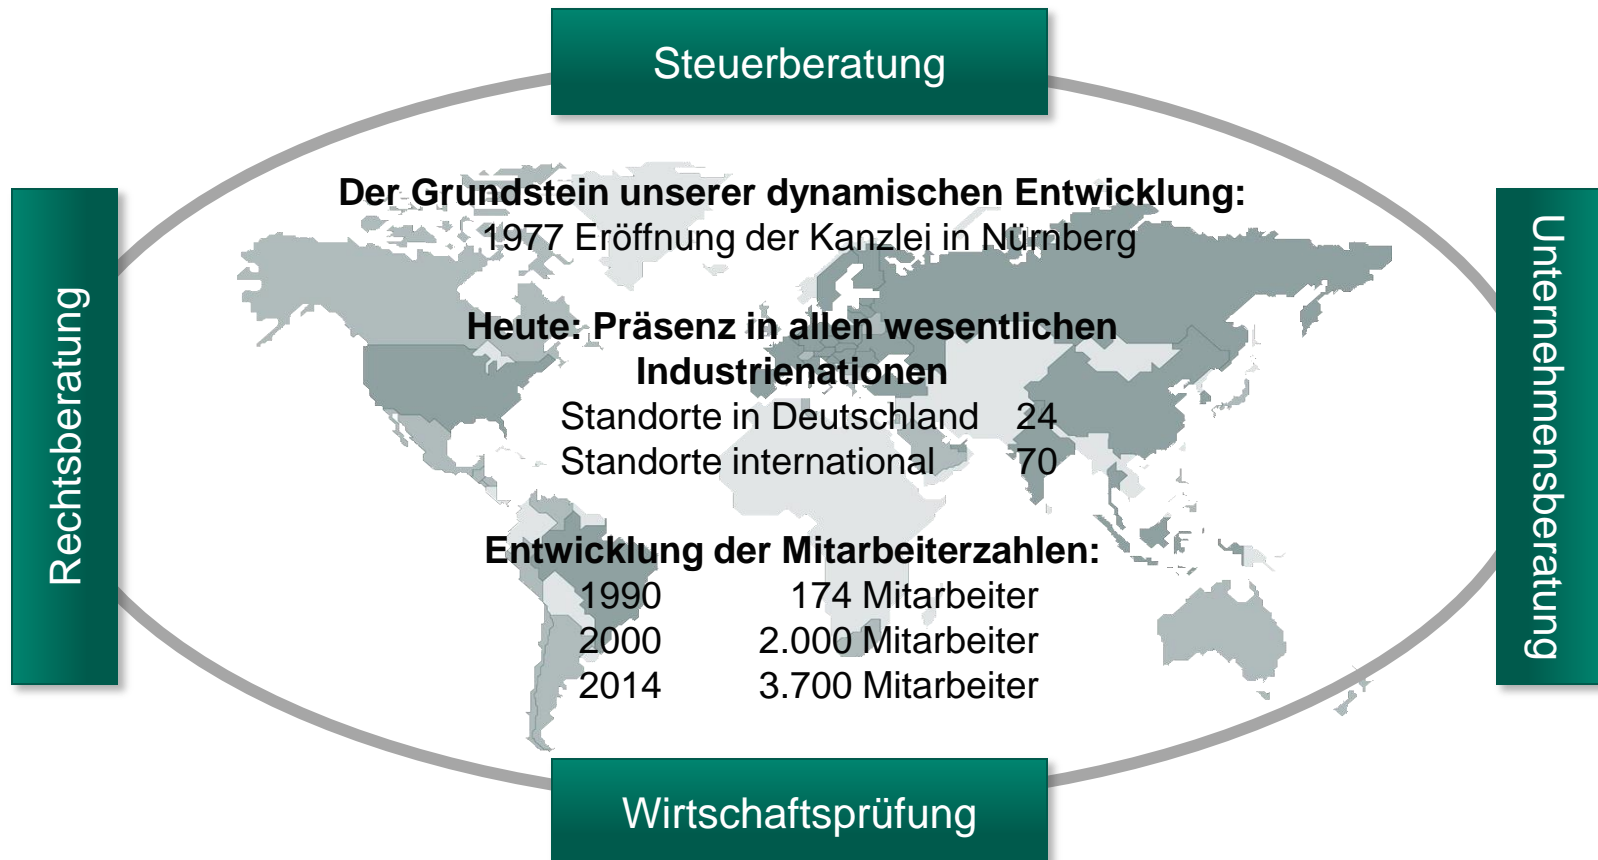 Steuerberatung
Der Grundstein unserer dynamischen Entwicklung:
1977 Eröffnung der Kanzlei in Nürnberg
Heute: Präsenz in allen wesentlichen
Industrienationen
Standorte in Deutschland 24
Standorte international 70
Entwicklung der Mitarbeiterzahlen:
1990 174 Mitarbeiter
2000 2.000 Mitarbeiter
2014 3.700 Mitarbeiter
Rechtsberatung
Unternehmensberatung
Wirtschaftsprüfung